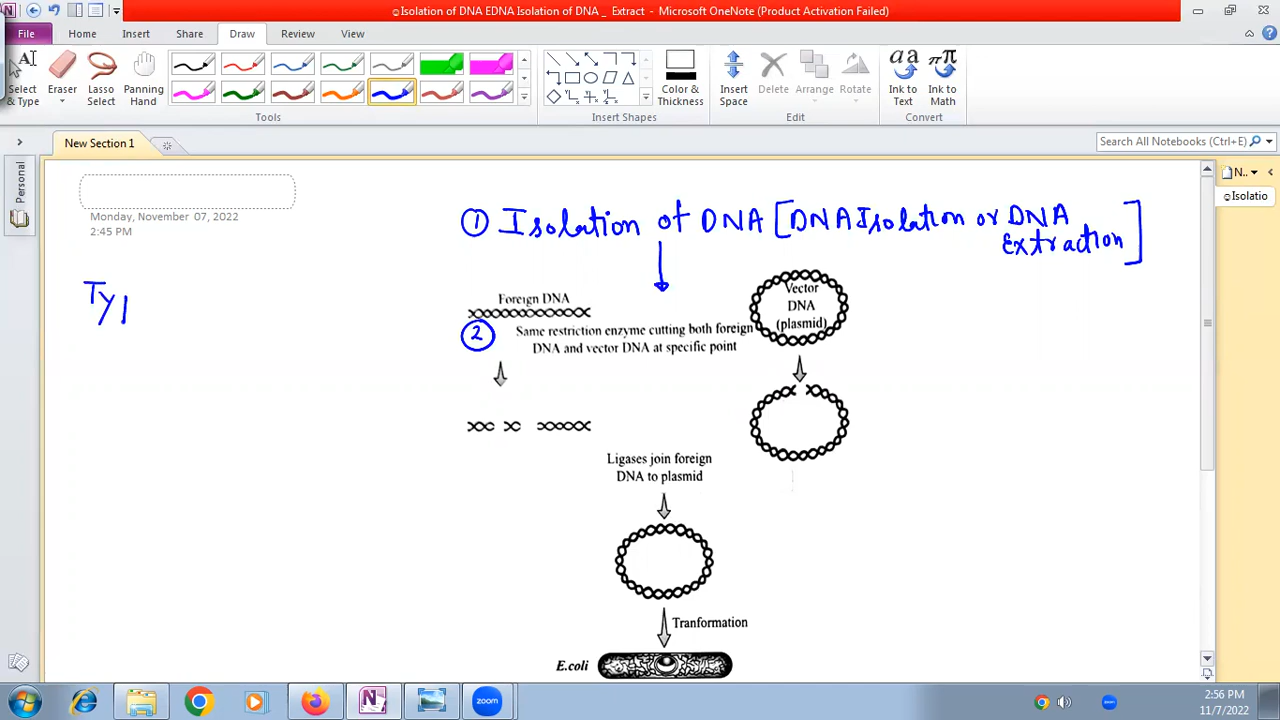 ☺Isolation of DNA EDNA Isolation of DNA _ Extract - Microsoft OneNote (Product Activation Failed)
File Home Insert Share Draw Review View
Select & Type
Eraser
Lasso Select
Panning Hand
Color & Thickness
Insert Space
Delete
Arrange
Rotate
Ink to Text
Ink to Math
Tools
Insert Shapes
Edit
Convert
New Section 1
Search All Notebooks (Ctrl+E)
Personal
N..
☺Isolatio
Monday, November 07, 2022
2:45 PM
① Isolation of DNA [DNA Isolation or DNA
Extraction]
Ty
Foreign DNA
Vector
DNA
(plasmid)
② Same restriction enzyme cutting both foreign
DNA and vector DNA at specific point
Ligases join foreign
DNA to plasmid
Tranformation
E.coli
zoom
2:56 PM
11/7/2022